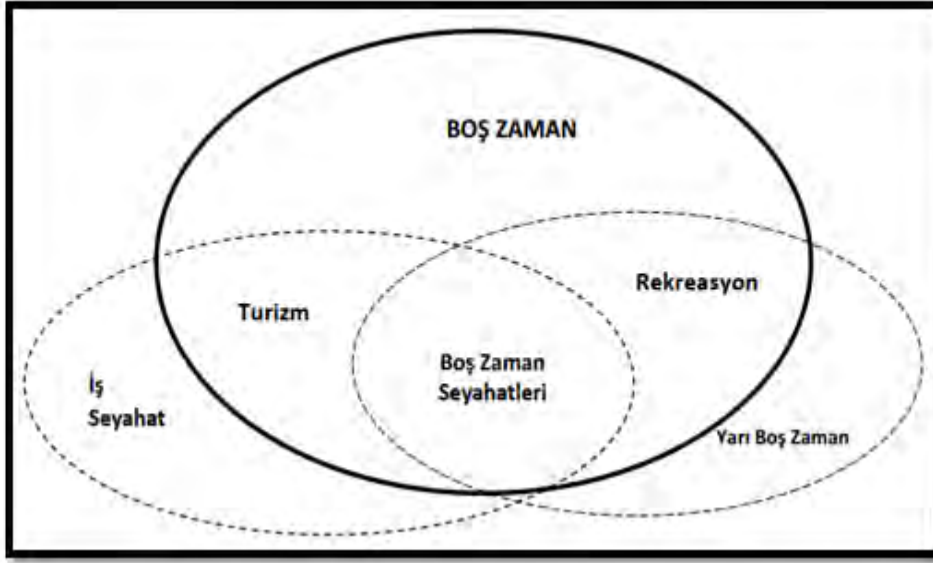 BOŞ ZAMAN
Rekreasyon
Turizm
Boş Zaman
Seyahatleri
İş
Seyahat
Yarı Boş Zaman